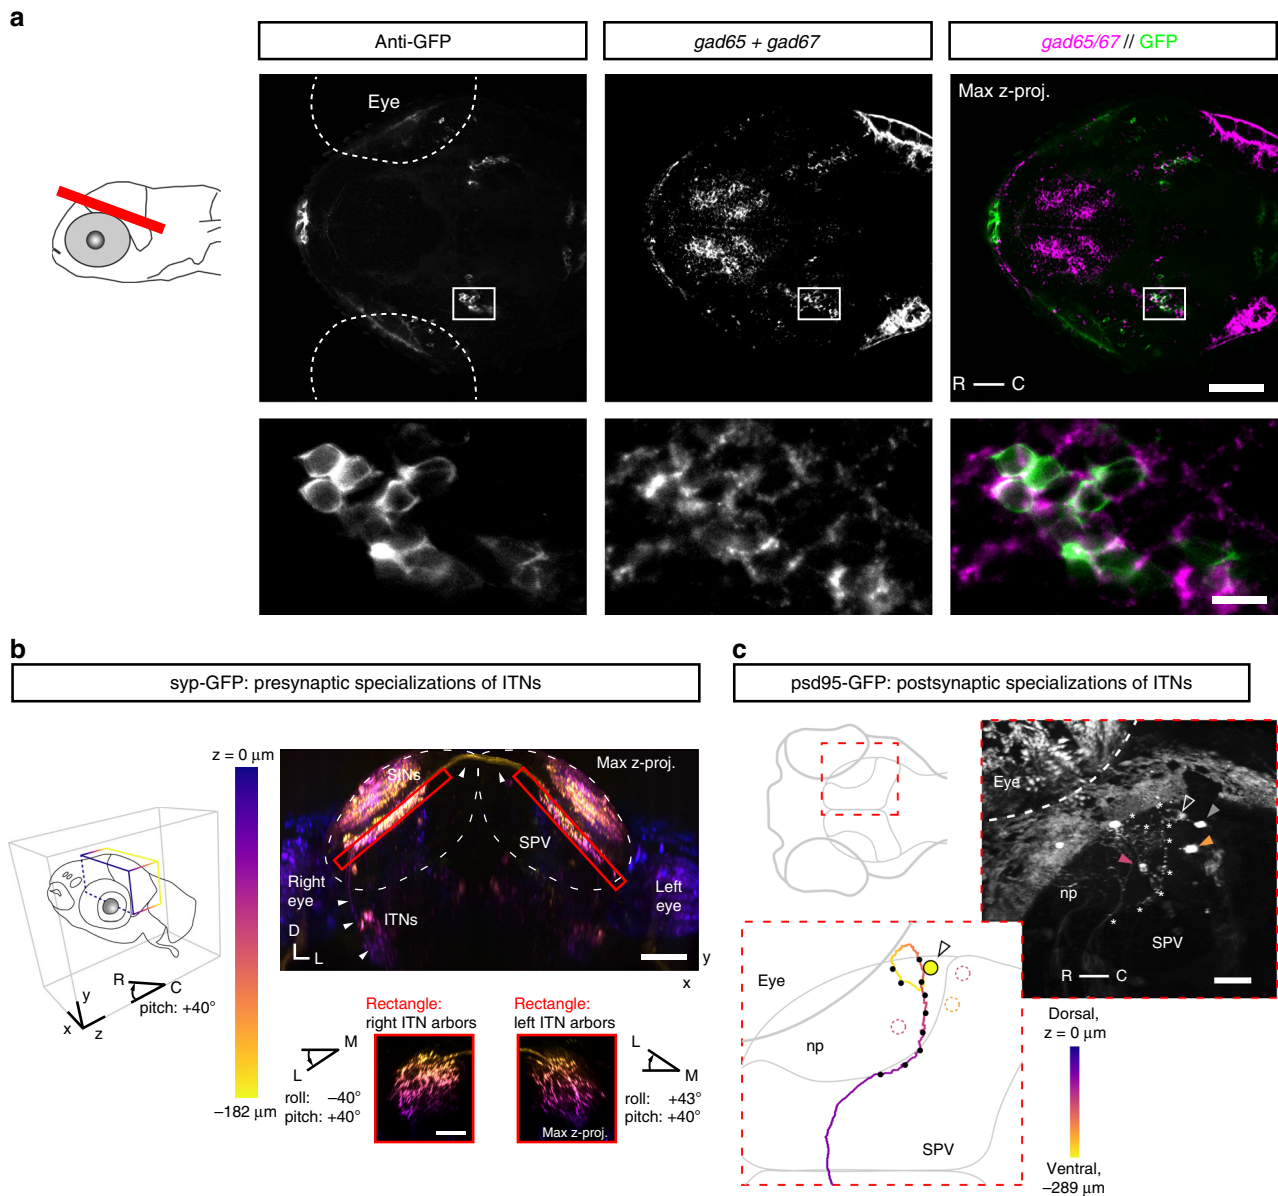 a
Anti-GFP
gad65 + gad67
gad65/67 // GFP
Eye
Max z-proj.
R — C
b
syp-GFP: presynaptic specializations of ITNs
z = 0 µm
−182 µm
R
C
pitch: +40°
y
x
z
SINs
Max z-proj.
SPV
Right
eye
Left
eye
ITNs
D
L
y
x
Rectangle:
right ITN arbors
Rectangle:
left ITN arbors
M
L
roll: −40°
pitch: +40°
Max z-proj.
L
M
roll: +43°
pitch: +40°
c
psd95-GFP: postsynaptic specializations of ITNs
Eye
np
SPV
R — C
Eye
np
SPV
Dorsal,
z = 0 µm
Ventral,
−289 µm